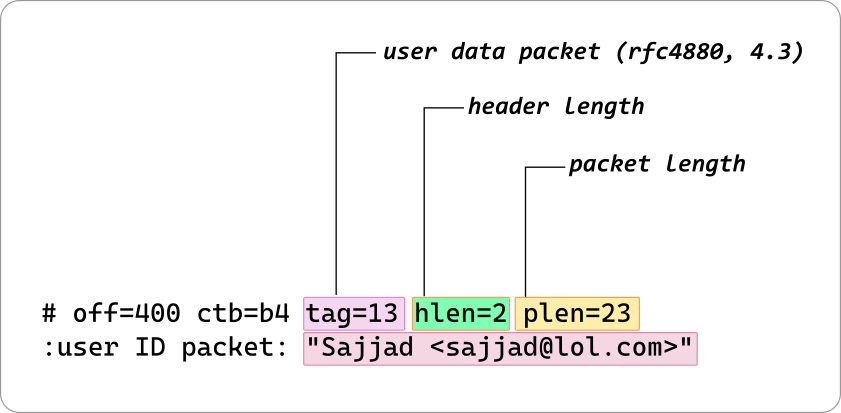 user data packet (rfc4880, 4.3)
header length
packet length
# off=400 ctb=b4 tag=13 hlen=2 plen=23
:user ID packet: "Sajjad <sajjad@lol.com>"